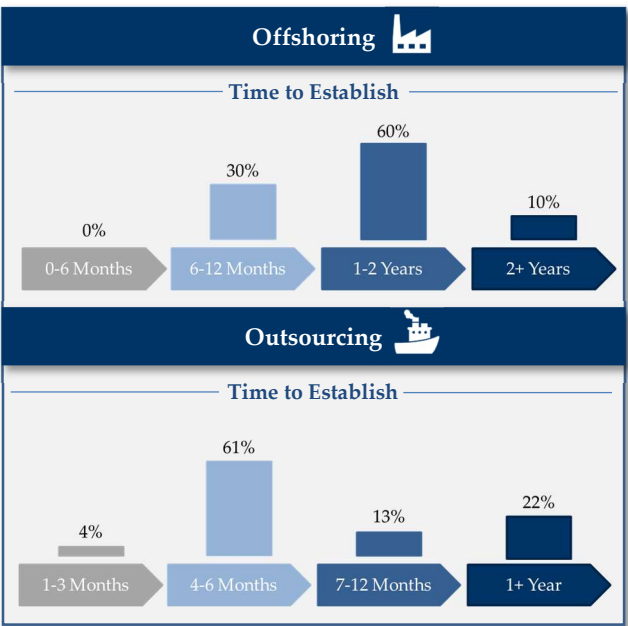 Offshoring
Time to Establish
0%
30%
60%
10%
0-6 Months
6-12 Months
1-2 Years
2+ Years
Outsourcing
Time to Establish
4%
61%
13%
22%
1-3 Months
4-6 Months
7-12 Months
1+ Year